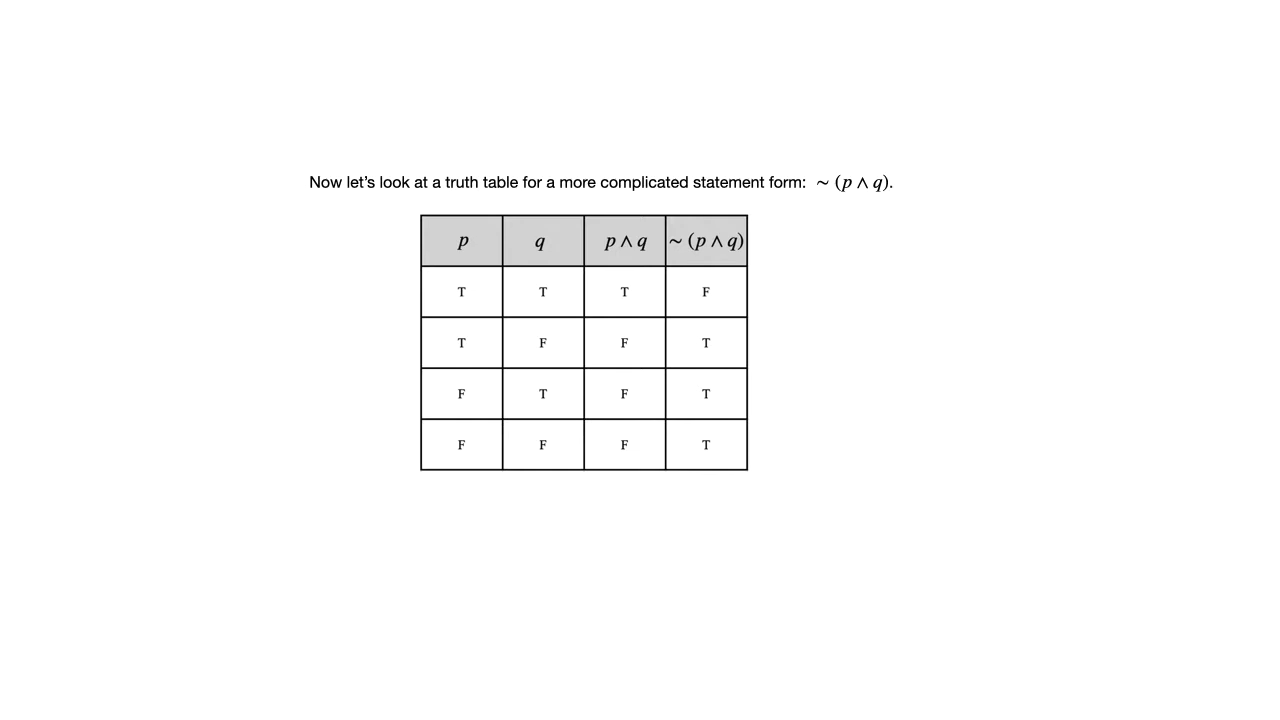 Now let's look at a truth table for a more complicated statement form: ~ (p ∧ q).
p q p ∧ q ~ (p ∧ q)
T T T F
T F F T
F T F T
F F F T